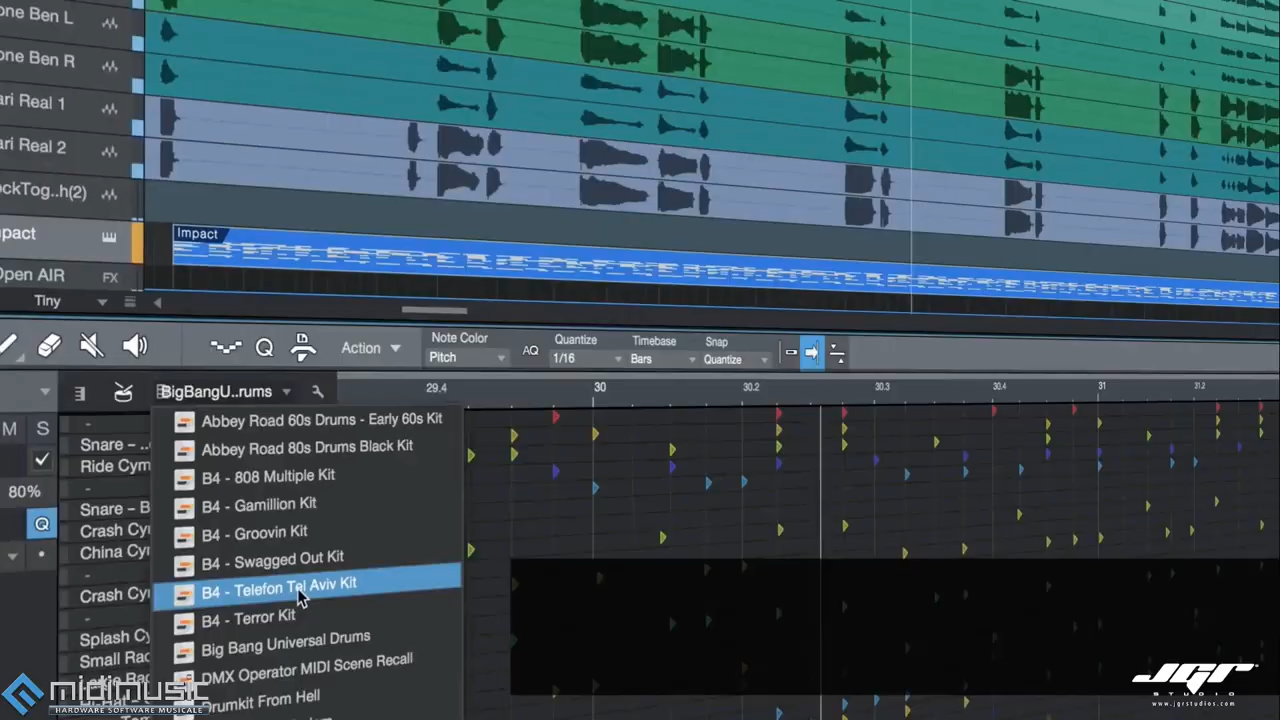 one Ben L
one Ben R
ari Real 1
ari Real 2
ockTog..h(2)
pact
Impact
Open AIR
FX
Tiny
Action
Note Color
Pitch
AQ
Quantize
1/16
Timebase
Bars
Snap
Quantize
BigBangU..rums
29.4
30
30.2
30.3
30.4
31
31.2
M
S
80%
Q
Snare – ..
Ride Cym
Snare – B
Crash Cy
China Cy
Crash Cy
Splash Cy
Small Rac
Abbey Road 60s Drums - Early 60s Kit
Abbey Road 80s Drums Black Kit
B4 - 808 Multiple Kit
B4 - Gamillion Kit
B4 - Groovin Kit
B4 - Swagged Out Kit
B4 - Telefon Tel Aviv Kit
B4 - Terror Kit
Big Bang Universal Drums
DMX Operator MIDI Scene Recall
Drumkit From Hell
midimusic
HARDWARE SOFTWARE MUSICALE
JGR
STUDIO
www.jgrstudios.com